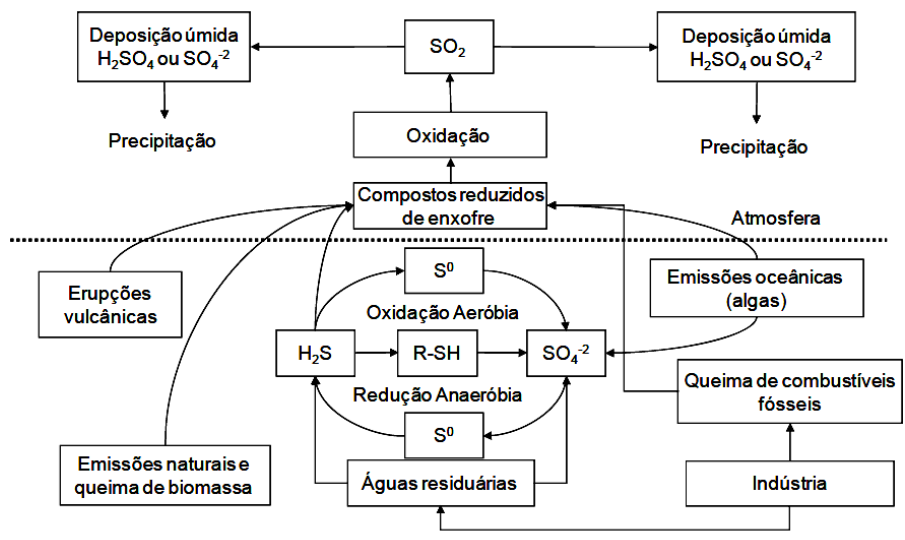 Deposição úmida
H₂SO₄ ou SO₄⁻²
SO₂
Deposição úmida
H₂SO₄ ou SO₄⁻²
Precipitação
Oxidação
Precipitação
Compostos reduzidos
de enxofre
Atmosfera
Erupções
vulcânicas
S⁰
Emissões oceânicas
(algas)
Oxidação Aeróbia
H₂S
R-SH
SO₄⁻²
Redução Anaeróbia
Queima de combustíveis
fósseis
S⁰
Emissões naturais e
queima de biomassa
Águas residuárias
Indústria